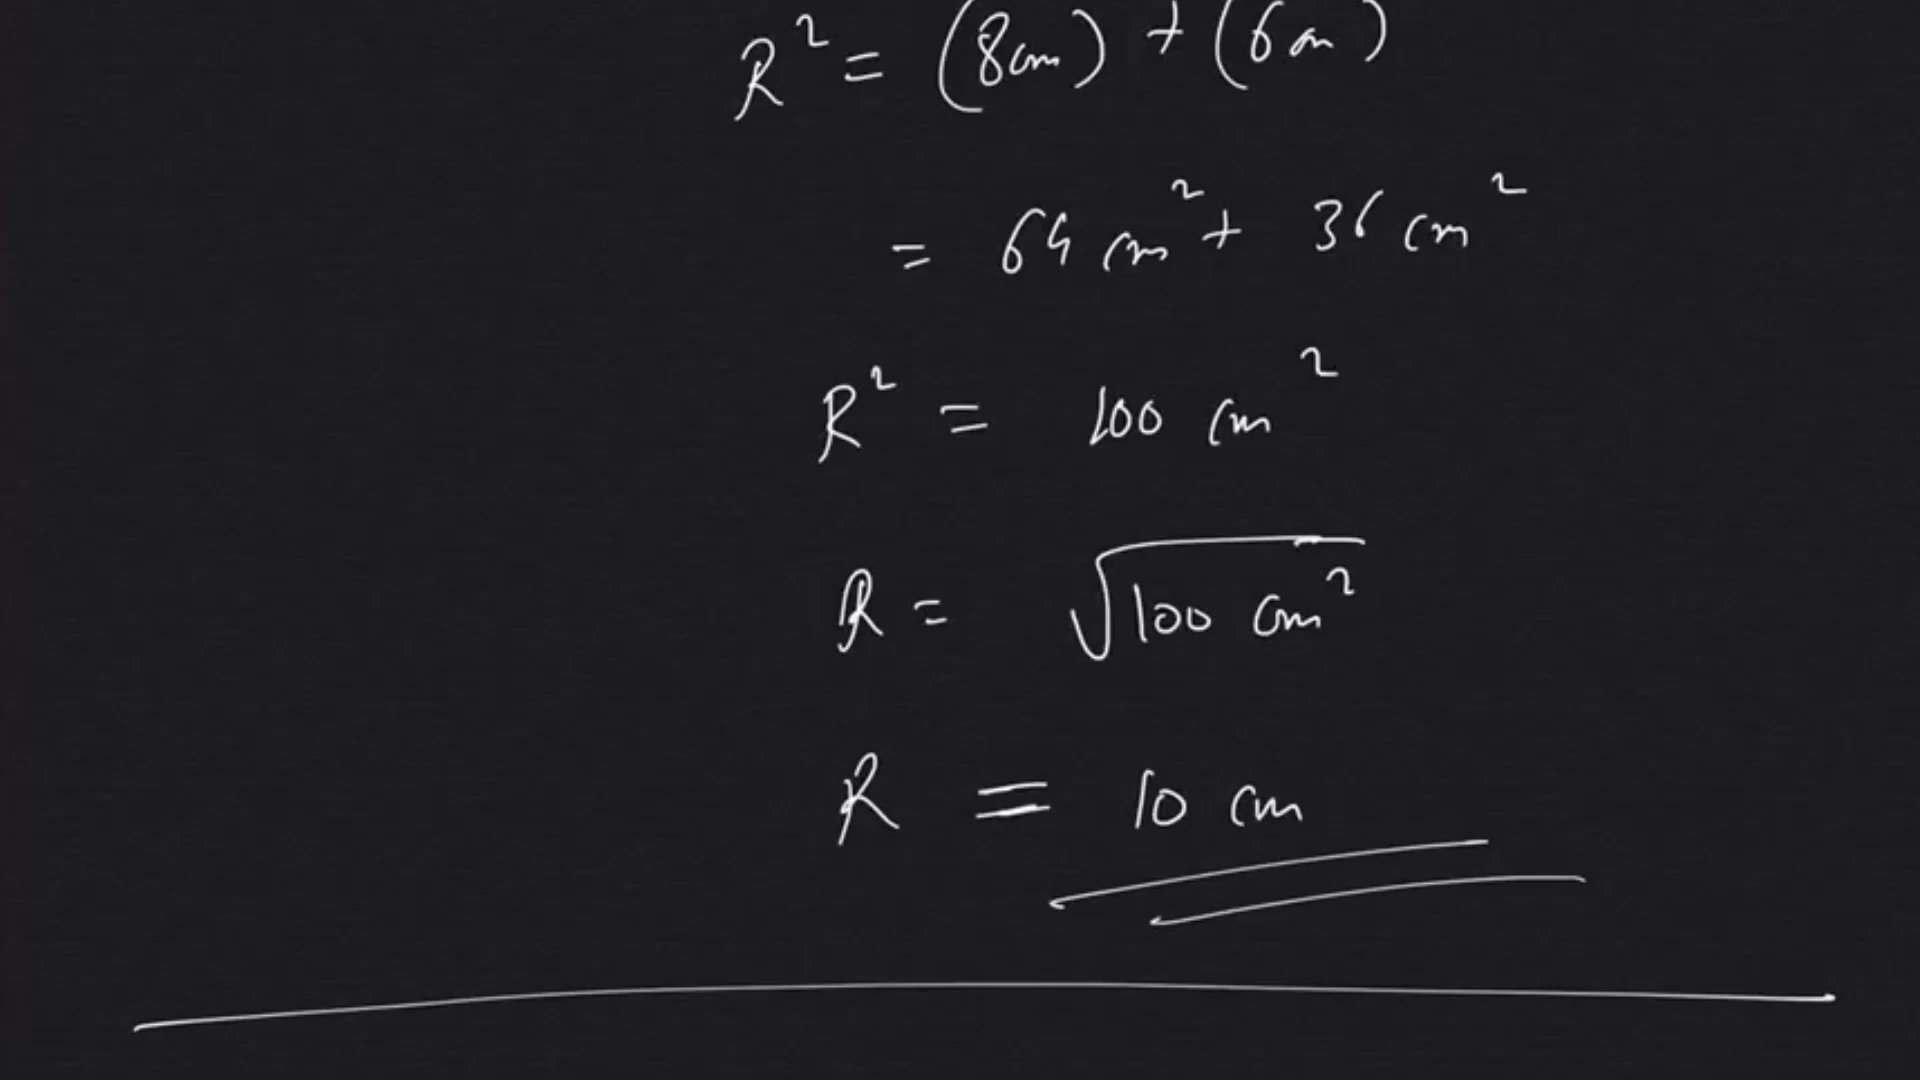 R² = (8cm) + (6cm)
= 64 cm² + 36 cm²
R² = 100 cm²
R = √100 cm²
R = 10 cm